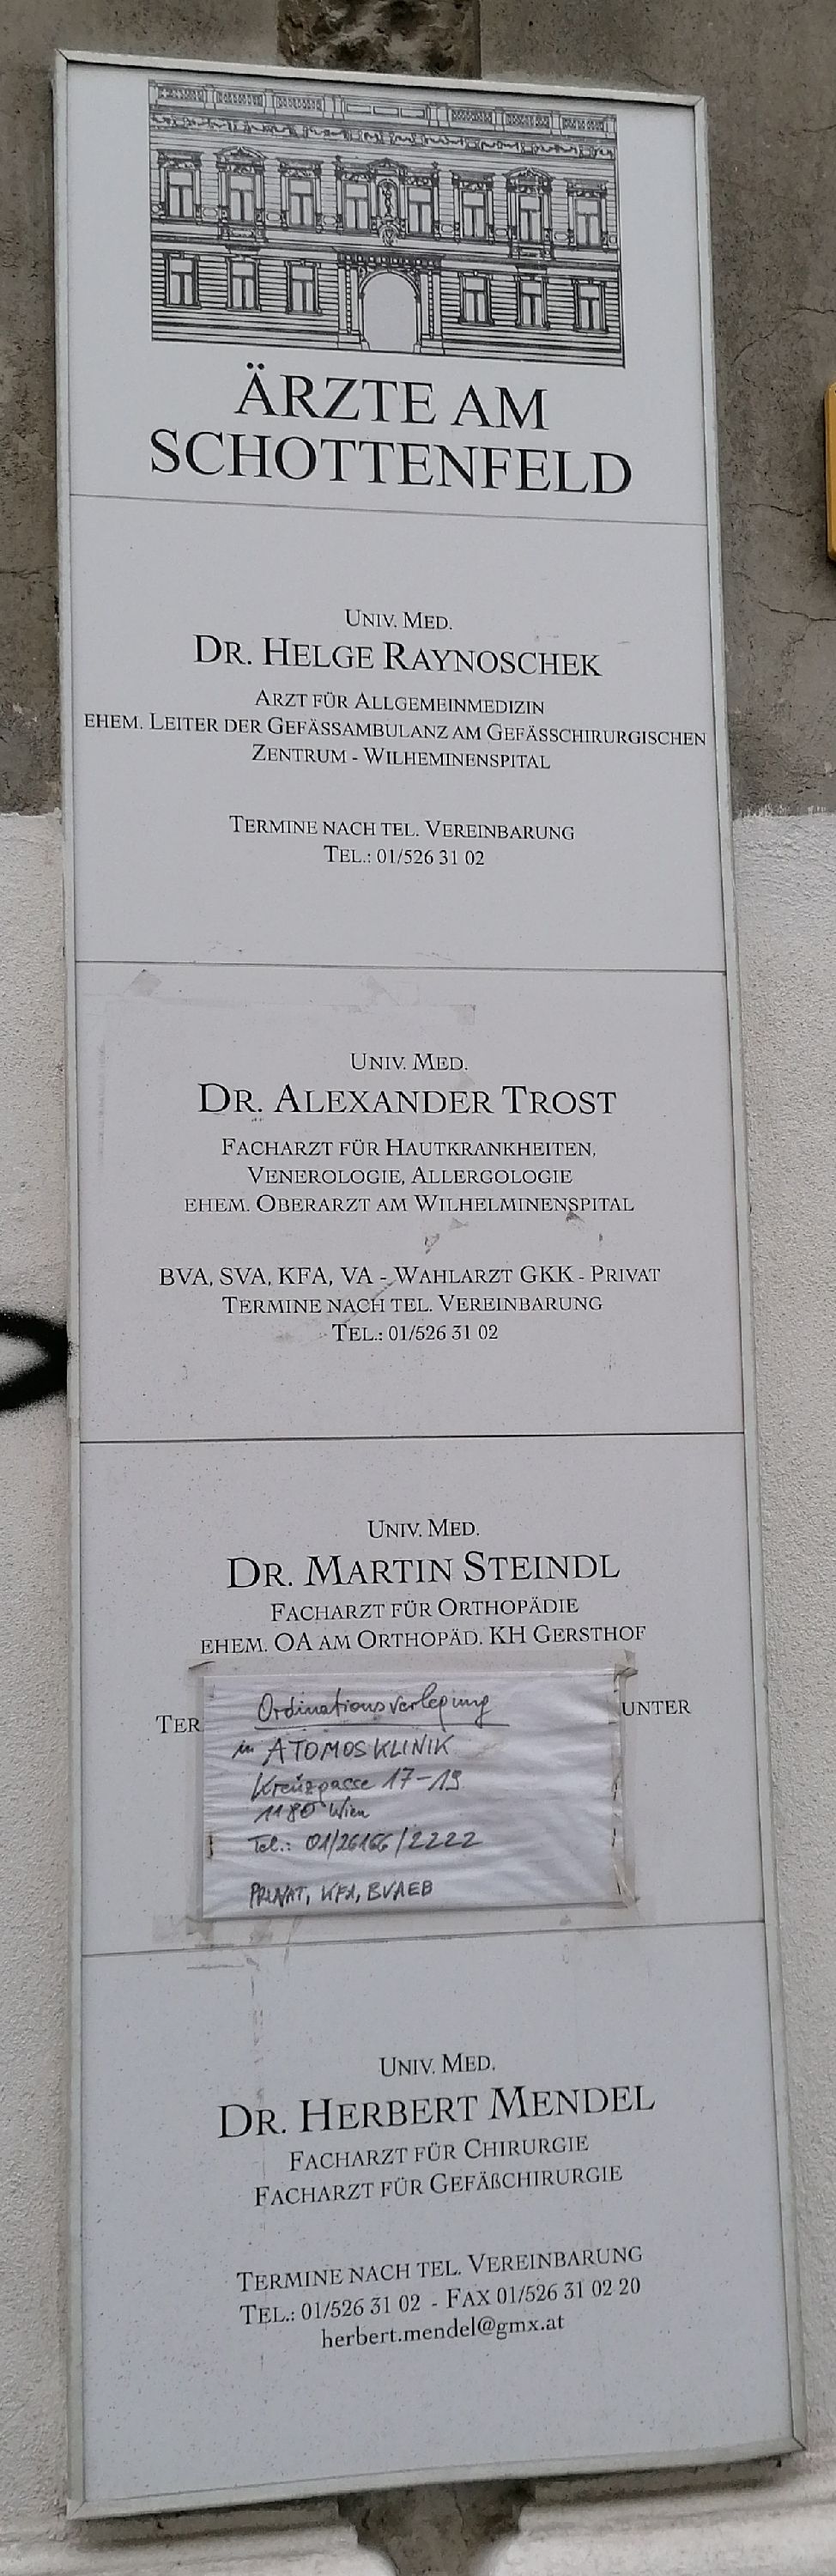 ÄRZTE AM
SCHOTTENFELD
UNIV. MED.
DR. HELGE RAYNOSCHEK
ARZT FÜR ALLGEMEINMEDIZIN
EHEM. LEITER DER GEFÄSSAMBULANZ AM GEFÄSSCHIRURGISCHEN
ZENTRUM - WILHEMINENSPITAL
TERMINE NACH TEL. VEREINBARUNG
TEL.: 01/526 31 02
UNIV. MED.
DR. ALEXANDER TROST
FACHARZT FÜR HAUTKRANKHEITEN,
VENEROLOGIE, ALLERGOLOGIE
EHEM. OBERARZT AM WILHELMINENSPITAL
BVA, SVA, KFA, VA - WAHLARZT GKK - PRIVAT
TERMINE NACH TEL. VEREINBARUNG
TEL.: 01/526 31 02
UNIV. MED.
DR. MARTIN STEINDL
FACHARZT FÜR ORTHOPÄDIE
EHEM. OA AM ORTHOPÄD. KH GERSTHOF
TER UNTER
Ordinationsverlegung
in ATOMOS KLINIK
Kreuzgasse 17-19
1180 Wien
Tel.: 01/26166/2222
PRIVAT, KFA, BVAEB
UNIV. MED.
DR. HERBERT MENDEL
FACHARZT FÜR CHIRURGIE
FACHARZT FÜR GEFÄßCHIRURGIE
TERMINE NACH TEL. VEREINBARUNG
TEL.: 01/526 31 02 - FAX 01/526 31 02 20
herbert.mendel@gmx.at